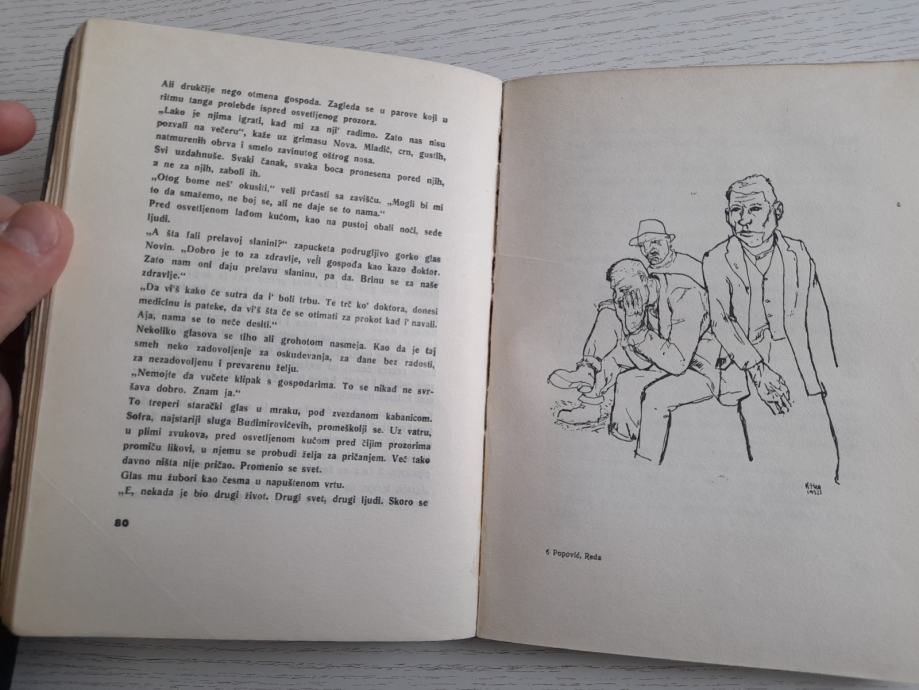 Ali drukčije nego otmena gospoda. Zagleda se u parove koji u
ritmu tanga prolebde ispred osvetljenog prozora.
„Lako je njima igrati, kad mi za nji' radimo. Zato nas nisu
pozvali na večeru“, kaže uz grimasu Nova. Mladić, crn, gustih,
natmurenih obrva i smelo zavinutog oštrog nosa.
Svi uzdahnuše. Svaki čanak, svaka boca pronesena pored njih,
a ne za njih, zaboli ih.
„Otog bome neš' okusiti,“ veli prćasti sa zavišću. „Mogli bi mi
to da smažemo, ne boj se, ali ne daje se to nama.“
Pred osvetljenom lađom kućom, kao na pustoj obali noći, sede
ljudi.
„A šta fali prelavoj slanini?“ zapucketa podrugljivo gorko glas
Novin. „Dobro je to za zdravlje, veli gospođa kao kazo doktor.
Zato nam oni daju prelavu slaninu, pa da. Brinu se za naše
zdravlje.“
„Da vi'š kako će sutra da i' boli trbu. Te trč ko' doktora, donesi
medicinu is pateke, da vi'š šta će se otimati za prokot kad i' navali.
Aja, nama se to neće desiti.“
Nekoliko glasova se tiho ali grohotom nasmeja. Kao da je taj
smeh neko zadovoljenje za oskudevanja, za dane bez radosti,
za nezadovoljenu i prevarenu želju.
„Nemojte da vučete klipak s gospodarima. To se nikad ne svr-
šava dobro. Znam ja.“
To treperi starački glas u mraku, pod zvezdanom kabanicom.
Sofra, najstariji sluga Budimirovićevih, promeškolji se. Uz vatru,
u plimi zvukova, pred osvetljenom kućom pred čijim prozorima
promiču likovi, u njemu se probudi želja za pričanjem. Već tako
davno ništa nije pričao. Promenio se svet.
Glas mu žubori kao česma u napuštenom vrtu.
„E, nekada je bio drugi život. Drugi svet, drugi ljudi. Skoro se
80
6 Popović, Reda